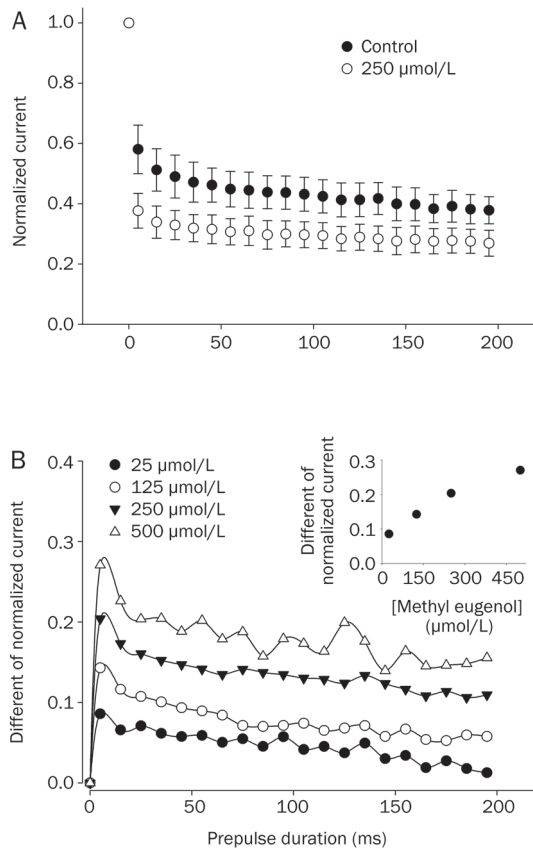 A
1.0
0.8
0.6
0.4
0.2
0.0
Normalized current
Control
250 µmol/L
0 50 100 150 200
B
0.4
0.3
0.2
0.1
0.0
Different of normalized current
25 µmol/L
125 µmol/L
250 µmol/L
500 µmol/L
0.3
0.2
0.1
0.0
Different of
normalized current
0 150 300 450
[Methyl eugenol]
(µmol/L)
0 50 100 150 200
Prepulse duration (ms)